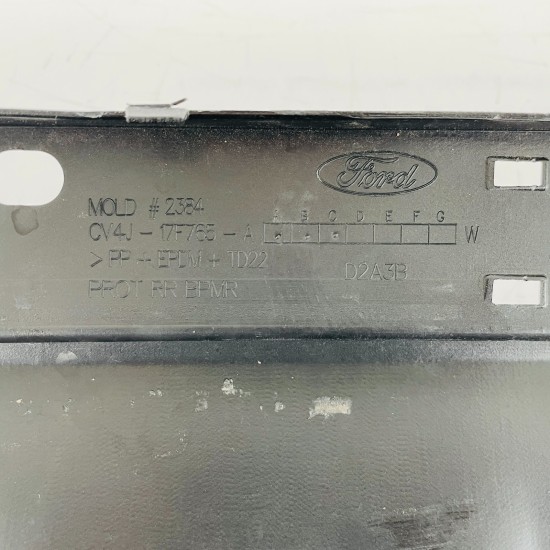 Ford
MOLD # 2384
A B C D E F G
CV4J - 17F765 - A W
> PP + EPDM + TD22
D2A3B
PROT RR BPMR